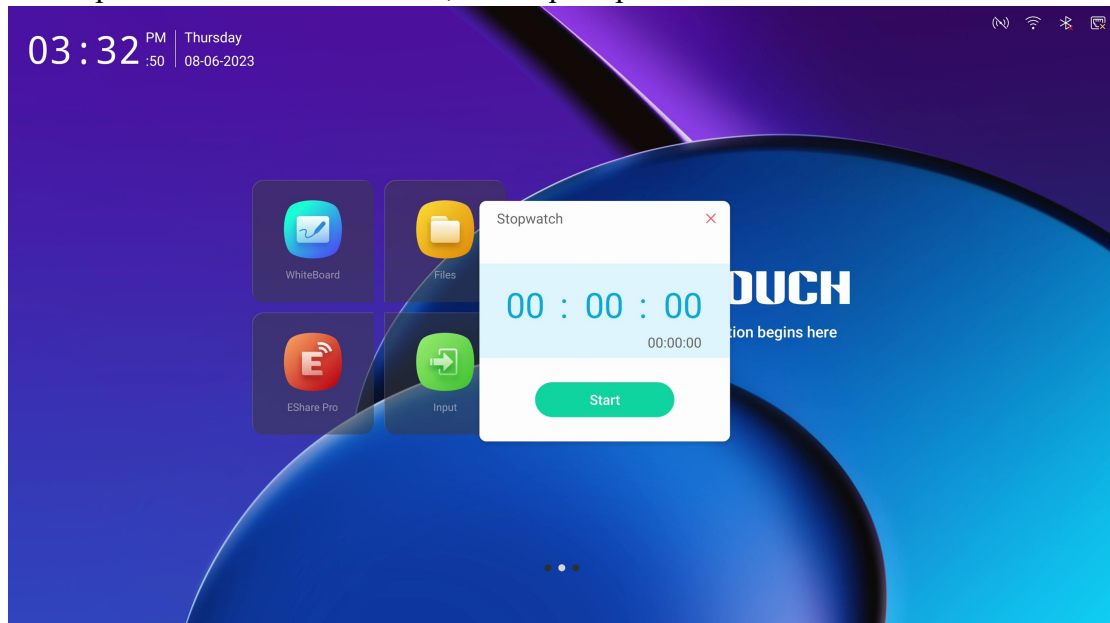 03 : 32 PM :50 Thursday
08-06-2023
WhiteBoard
Files
EShare Pro
Input
Stopwatch
00 : 00 : 00
00:00:00
Start
OUCH
tion begins here
E